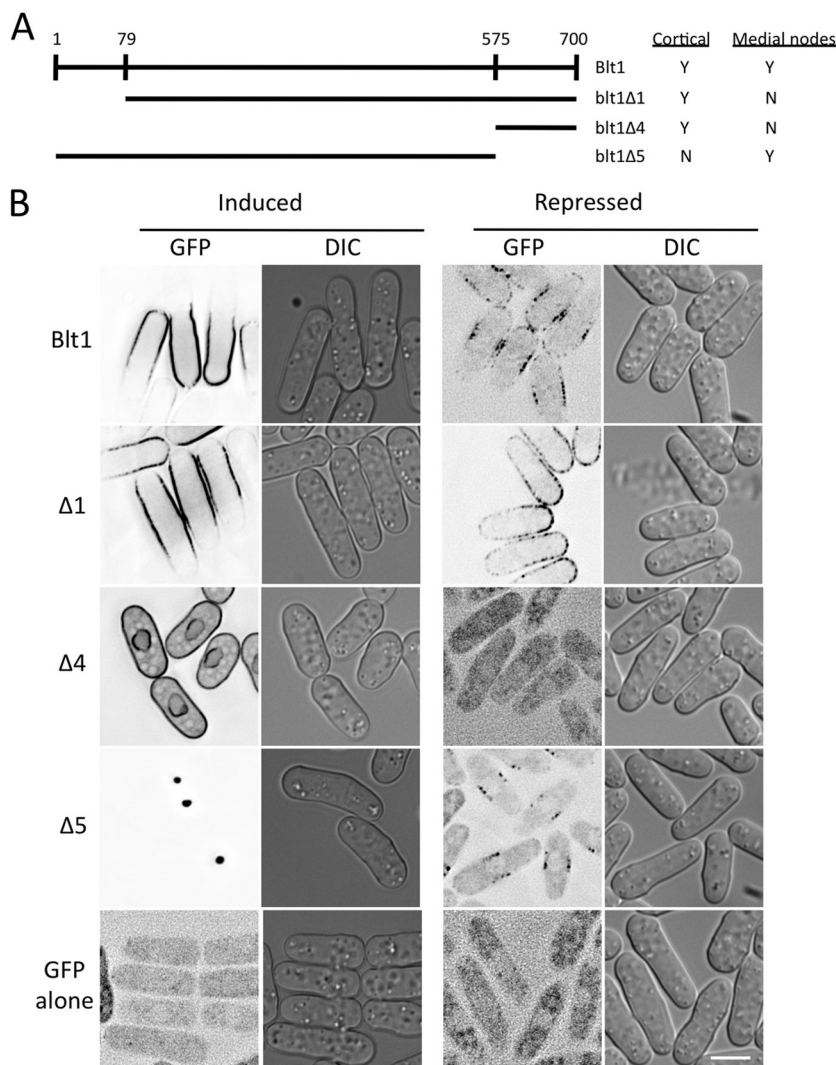 A
1 79 575 700 Cortical Medial nodes
Blt1 Y Y
blt1Δ1 Y N
blt1Δ4 Y N
blt1Δ5 N Y
B
Induced Repressed
GFP DIC GFP DIC
Blt1
Δ1
Δ4
Δ5
GFP
alone